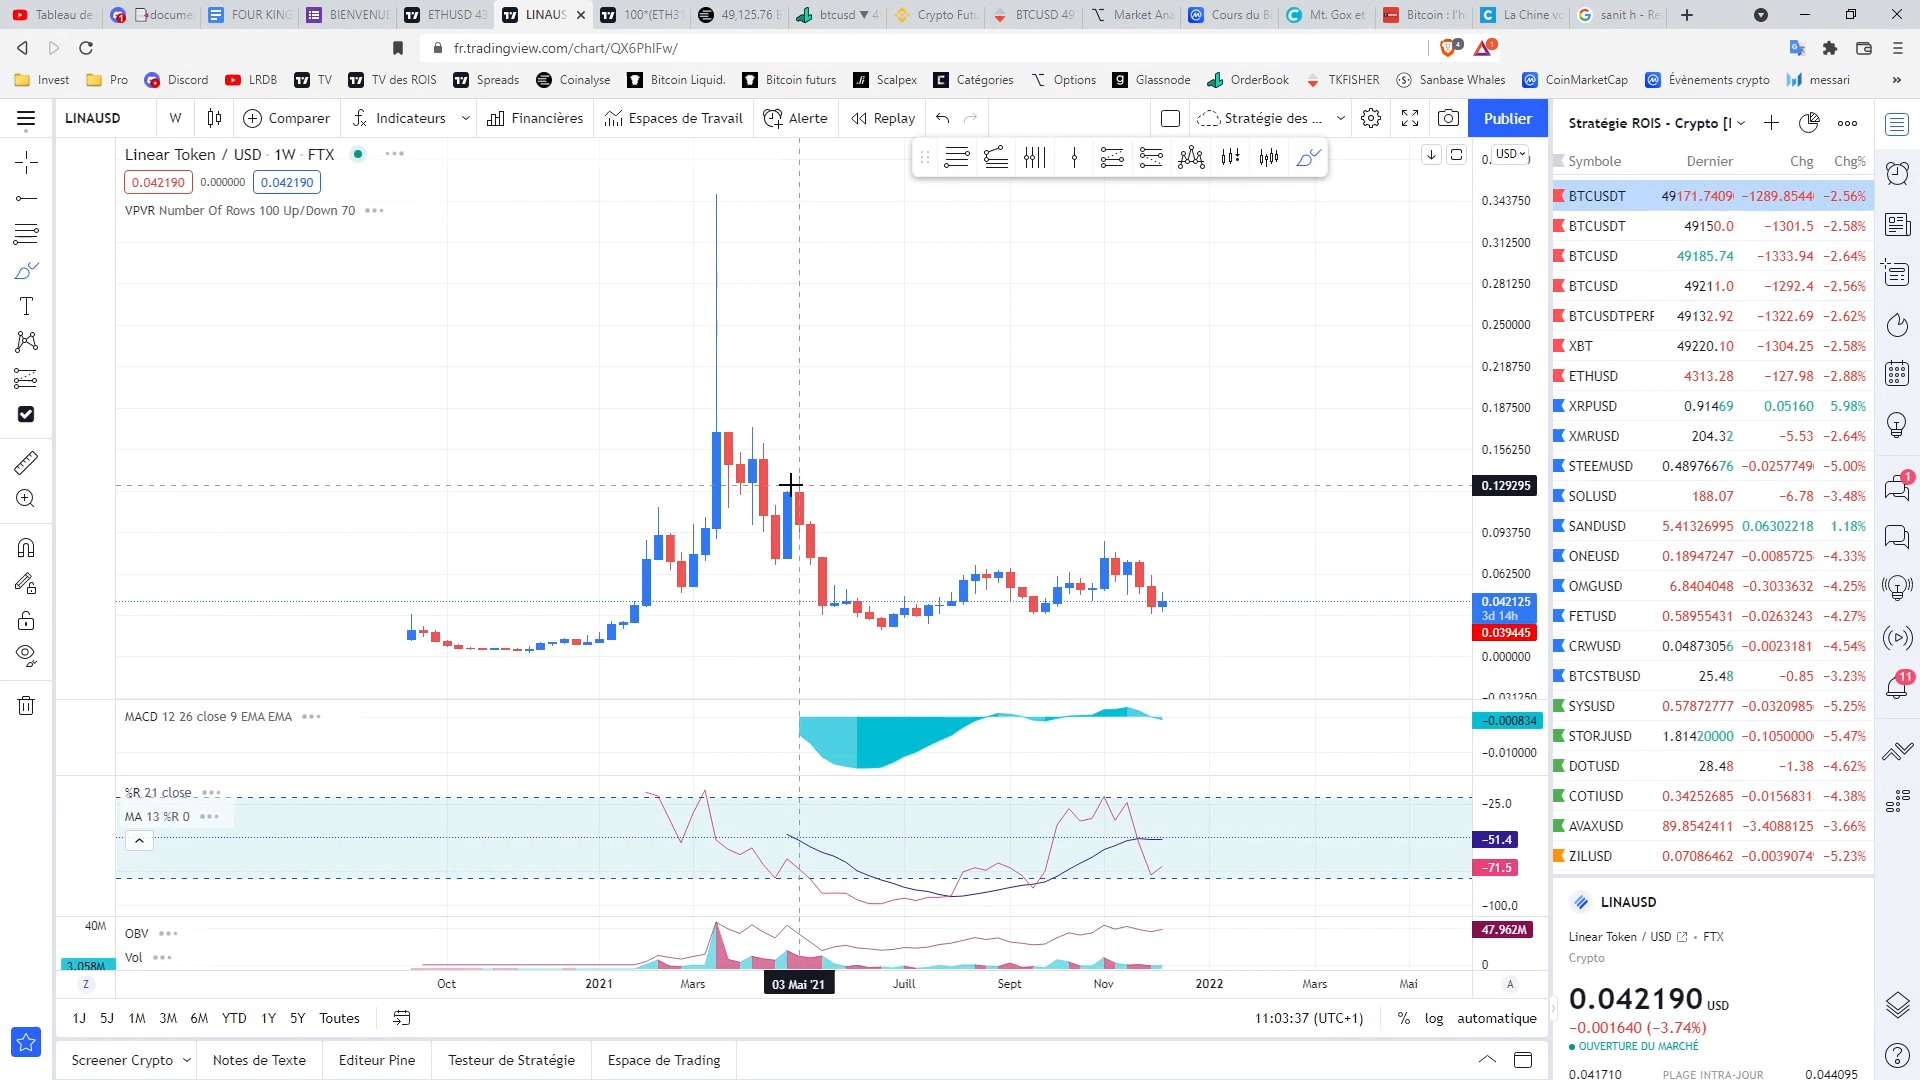 Tableau de
docume
FOUR KING
BIENVENUE
ETHUSD 43
LINAUS
100*(ETH31
49,125.76 B
btcusd ▼ 4
Crypto Futu
BTCUSD 49
Market Ana
Cours du B
Mt. Gox et
Bitcoin : l'h
La Chine vo
sanit h - Re
fr.tradingview.com/chart/QX6PhIFw/
4
1
Invest
Pro
Discord
LRDB
TV
TV des ROIS
Spreads
Coinalyse
Bitcoin Liquid.
Bitcoin futurs
Scalpex
Catégories
Options
Glassnode
OrderBook
TKFISHER
Sanbase Whales
CoinMarketCap
Évènements crypto
messari
»
LINAUSD
W
Comparer
Indicateurs
Financières
Espaces de Travail
Alerte
Replay
Stratégie des ...
Publier
Linear Token / USD · 1W · FTX
0.042190
0.000000
0.042190
VPVR Number Of Rows 100 Up/Down 70
USD
0.343750
0.312500
0.281250
0.250000
0.218750
0.187500
0.156250
0.129295
0.093750
0.062500
0.042125
3d 14h
0.039445
0.000000
-0.031250
MACD 12 26 close 9 EMA EMA
-0.000834
-0.010000
%R 21 close
MA 13 %R 0
-25.0
-51.4
-71.5
-100.0
40M
OBV
47.962M
Vol
3.058M
0
Z
Oct
2021
Mars
03 Mai '21
Juill
Sept
Nov
2022
Mars
Mai
A
1J
5J
1M
3M
6M
YTD
1Y
5Y
Toutes
11:03:37 (UTC+1)
%
log
automatique
Screener Crypto
Notes de Texte
Editeur Pine
Testeur de Stratégie
Espace de Trading
Stratégie ROIS - Crypto [I
Symbole Dernier Chg Chg%
BTCUSDT 49171.7409 -1289.8544 -2.56%
BTCUSDT 49150.0 -1301.5 -2.58%
BTCUSD 49185.74 -1333.94 -2.64%
BTCUSD 49211.0 -1292.4 -2.56%
BTCUSDTPERF 49132.92 -1322.69 -2.62%
XBT 49220.10 -1304.25 -2.58%
ETHUSD 4313.28 -127.98 -2.88%
XRPUSD 0.91469 0.05160 5.98%
XMRUSD 204.32 -5.53 -2.64%
STEEMUSD 0.48976676 -0.0257749 -5.00%
SOLUSD 188.07 -6.78 -3.48%
SANDUSD 5.41326995 0.06302218 1.18%
ONEUSD 0.18947247 -0.0085725 -4.33%
OMGUSD 6.8404048 -0.3033632 -4.25%
FETUSD 0.58955431 -0.0263243 -4.27%
CRWUSD 0.04873056 -0.0023181 -4.54%
BTCSTBUSD 25.48 -0.85 -3.23%
SYSUSD 0.57872777 -0.0320985 -5.25%
STORJUSD 1.81420000 -0.1050000 -5.47%
DOTUSD 28.48 -1.38 -4.62%
COTIUSD 0.34252685 -0.0156831 -4.38%
AVAXUSD 89.8542411 -3.4088125 -3.66%
ZILUSD 0.07086462 -0.0039074 -5.23%
LINAUSD
Linear Token / USD • FTX
Crypto
0.042190 USD
-0.001640 (-3.74%)
OUVERTURE DU MARCHÉ
0.041710 PLAGE INTRA-JOUR 0.044095
1
11